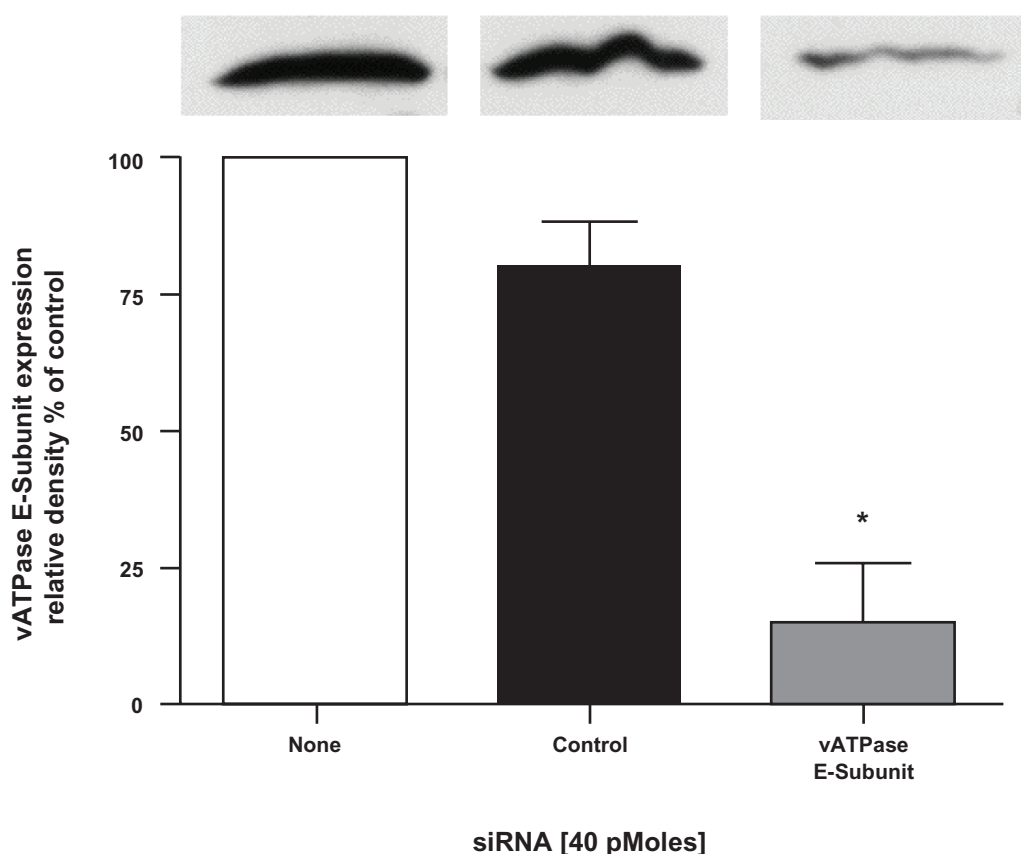 100
75
50
25
0
vATPase E-Subunit expression
relative density % of control
*
None
Control
vATPase
E-Subunit
siRNA [40 pMoles]